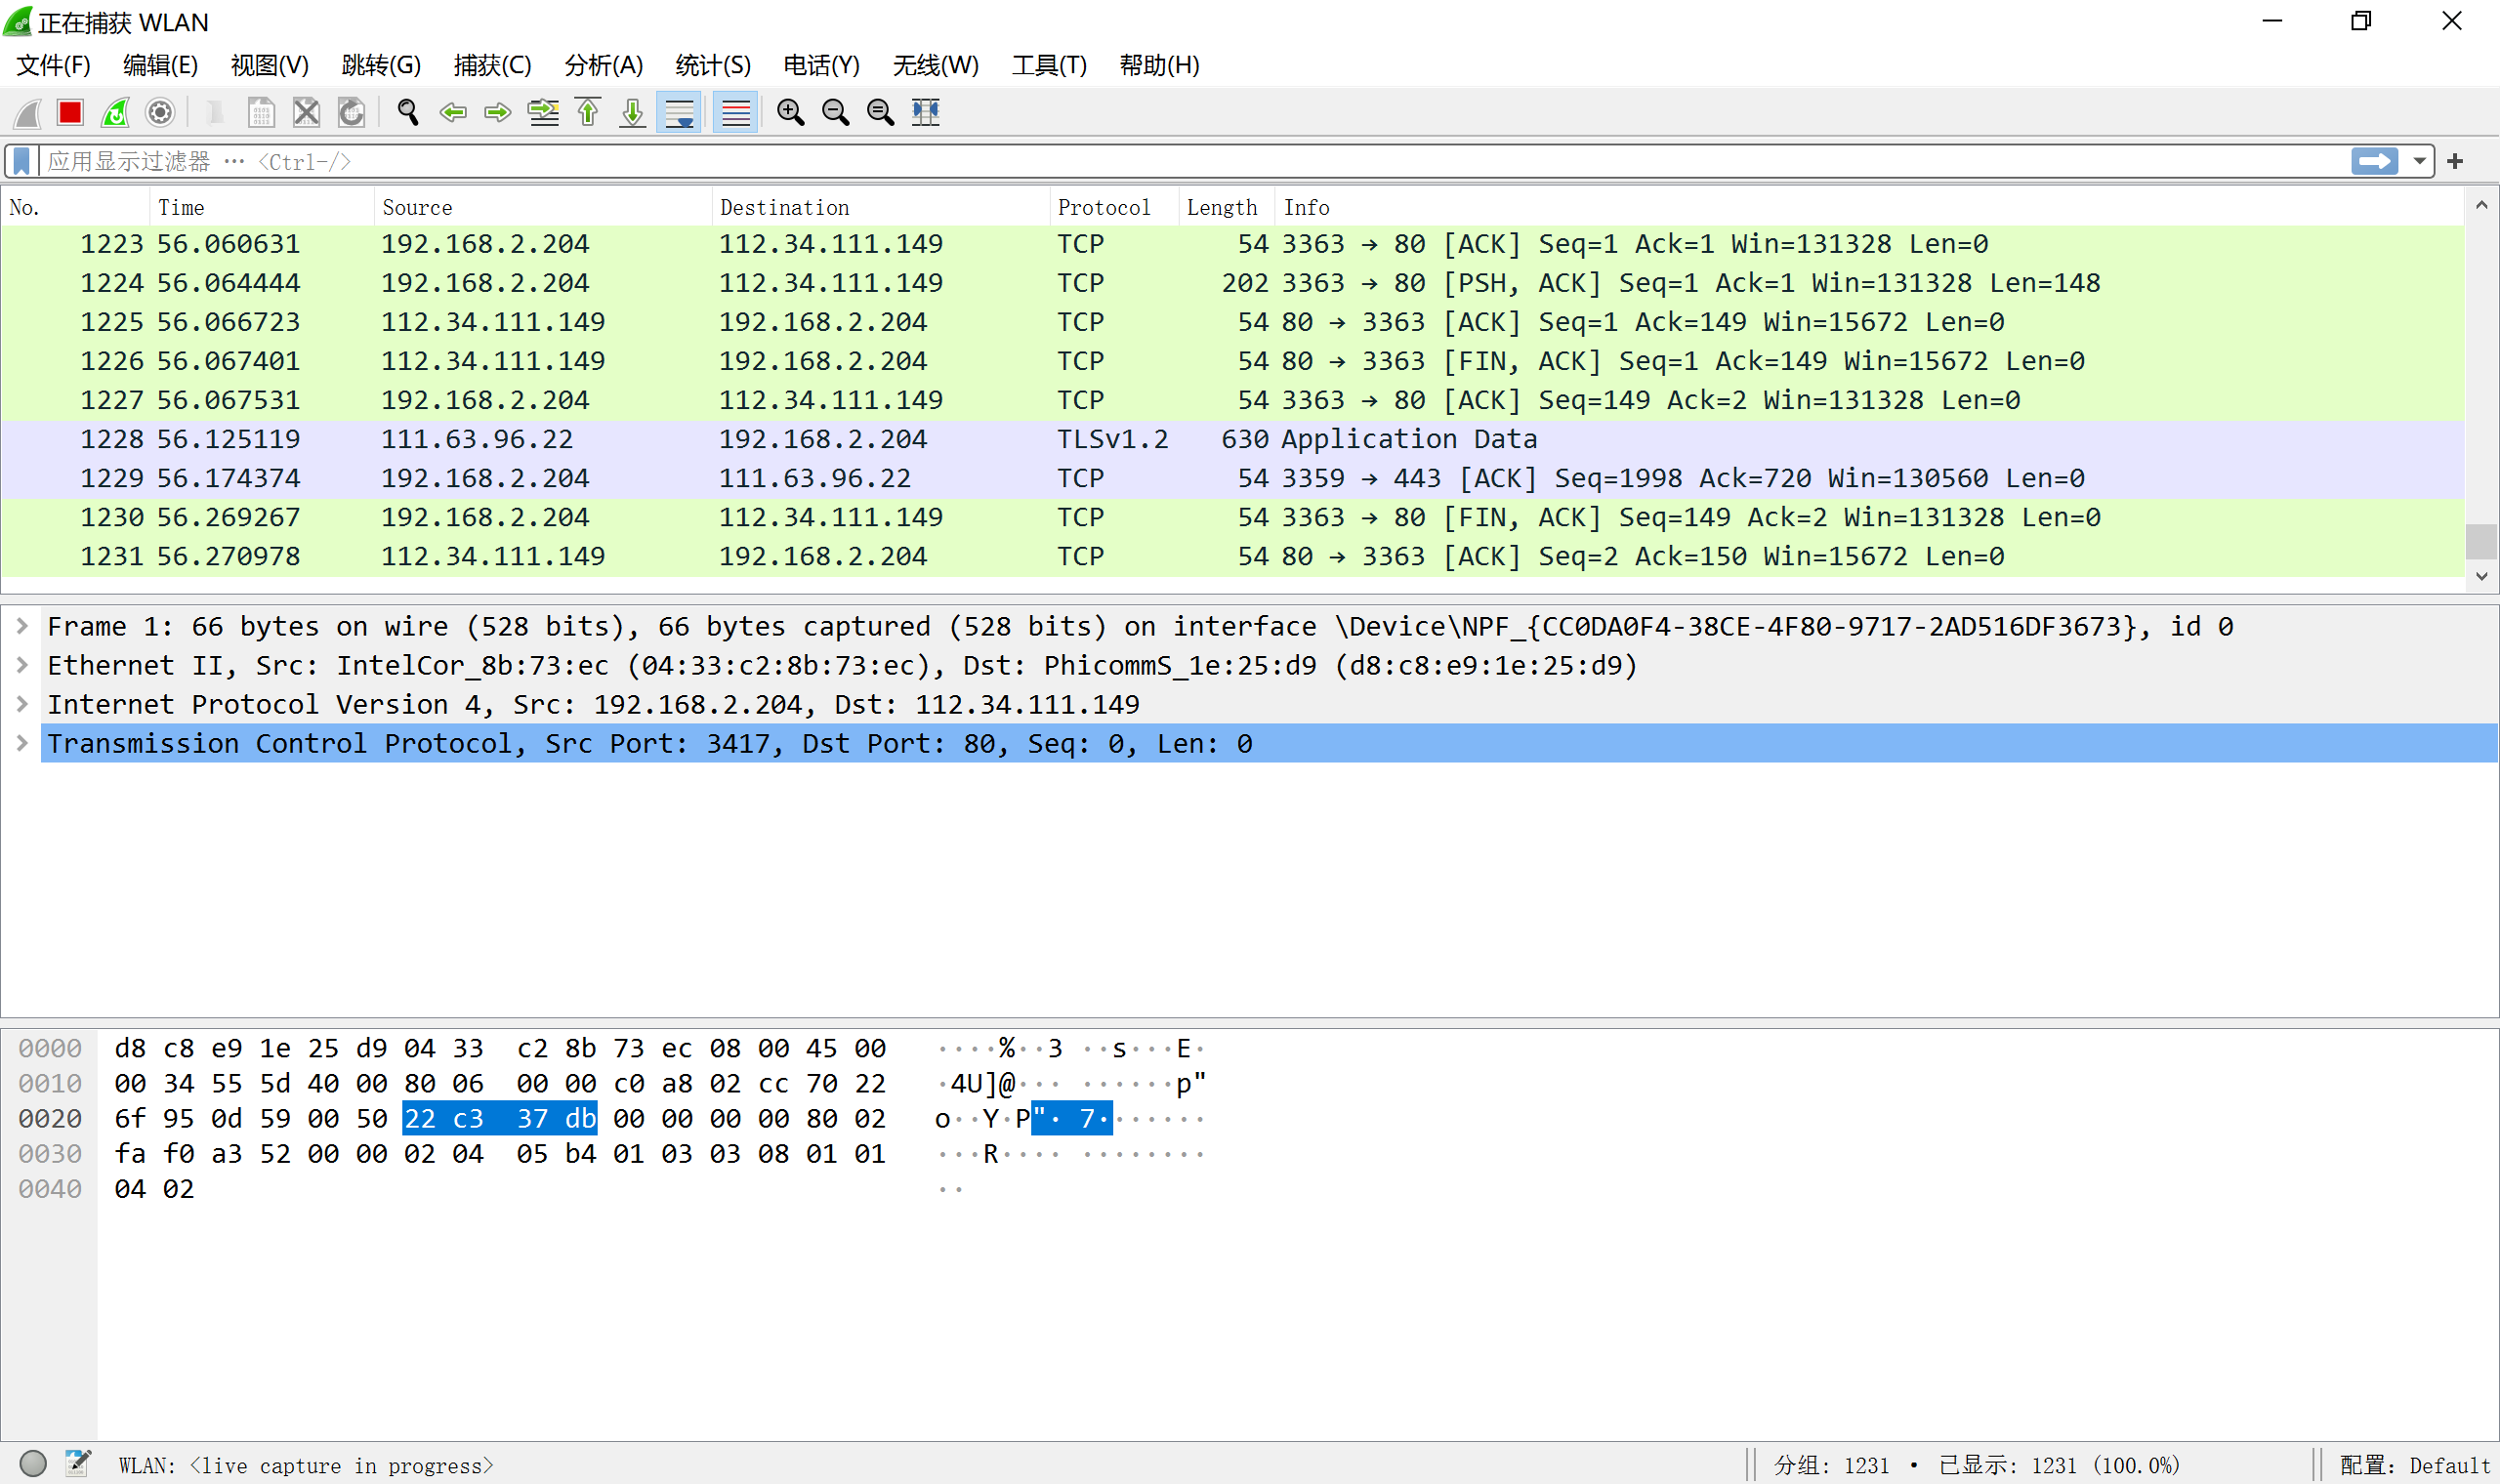 正在捕获 WLAN
文件(F) 编辑(E) 视图(V) 跳转(G) 捕获(C) 分析(A) 统计(S) 电话(Y) 无线(W) 工具(T) 帮助(H)
应用显示过滤器 … <Ctrl-/>
No. Time Source Destination Protocol Length Info
1223 56.060631 192.168.2.204 112.34.111.149 TCP 54 3363 → 80 [ACK] Seq=1 Ack=1 Win=131328 Len=0
1224 56.064444 192.168.2.204 112.34.111.149 TCP 202 3363 → 80 [PSH, ACK] Seq=1 Ack=1 Win=131328 Len=148
1225 56.066723 112.34.111.149 192.168.2.204 TCP 54 80 → 3363 [ACK] Seq=1 Ack=149 Win=15672 Len=0
1226 56.067401 112.34.111.149 192.168.2.204 TCP 54 80 → 3363 [FIN, ACK] Seq=1 Ack=149 Win=15672 Len=0
1227 56.067531 192.168.2.204 112.34.111.149 TCP 54 3363 → 80 [ACK] Seq=149 Ack=2 Win=131328 Len=0
1228 56.125119 111.63.96.22 192.168.2.204 TLSv1.2 630 Application Data
1229 56.174374 192.168.2.204 111.63.96.22 TCP 54 3359 → 443 [ACK] Seq=1998 Ack=720 Win=130560 Len=0
1230 56.269267 192.168.2.204 112.34.111.149 TCP 54 3363 → 80 [FIN, ACK] Seq=149 Ack=2 Win=131328 Len=0
1231 56.270978 112.34.111.149 192.168.2.204 TCP 54 80 → 3363 [ACK] Seq=2 Ack=150 Win=15672 Len=0
Frame 1: 66 bytes on wire (528 bits), 66 bytes captured (528 bits) on interface \Device\NPF_{CC0DA0F4-38CE-4F80-9717-2AD516DF3673}, id 0
Ethernet II, Src: IntelCor_8b:73:ec (04:33:c2:8b:73:ec), Dst: PhicommS_1e:25:d9 (d8:c8:e9:1e:25:d9)
Internet Protocol Version 4, Src: 192.168.2.204, Dst: 112.34.111.149
Transmission Control Protocol, Src Port: 3417, Dst Port: 80, Seq: 0, Len: 0
0000 d8 c8 e9 1e 25 d9 04 33 c2 8b 73 ec 08 00 45 00 ····%··3 ··s···E·
0010 00 34 55 5d 40 00 80 06 00 00 c0 a8 02 cc 70 22 ·4U]@··· ······p"
0020 6f 95 0d 59 00 50 22 c3 37 db 00 00 00 00 80 02 o··Y·P"· 7·······
0030 fa f0 a3 52 00 00 02 04 05 b4 01 03 03 08 01 01 ···R···· ········
0040 04 02 ··
WLAN: <live capture in progress> 分组: 1231 · 已显示: 1231 (100.0%) 配置: Default